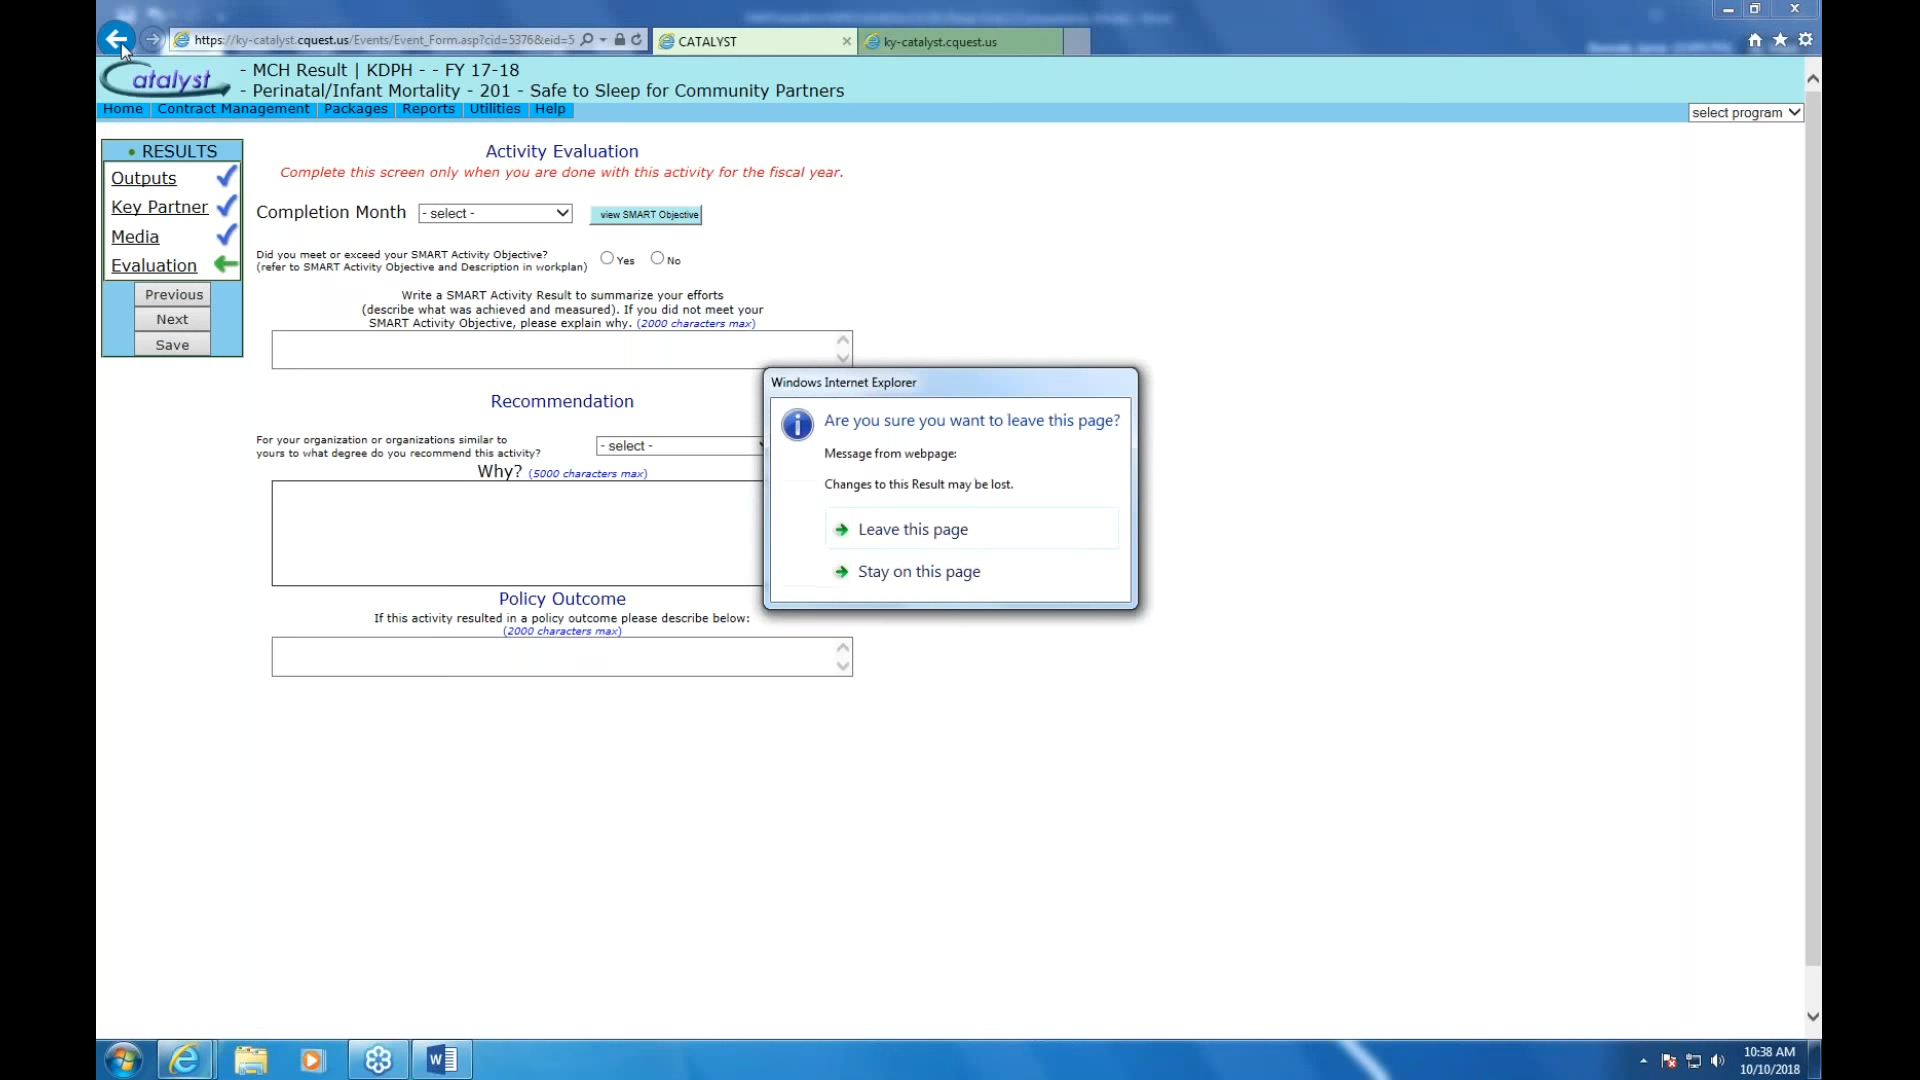 https://ky-catalyst.cquest.us/Events/Event_Form.asp?cid=5376&eid=5
CATALYST
ky-catalyst.cquest.us
Catalyst
- MCH Result | KDPH - - FY 17-18
- Perinatal/Infant Mortality - 201 - Safe to Sleep for Community Partners
Home Contract Management Packages Reports Utilities Help
select program
• RESULTS
Outputs
Key Partner
Media
Evaluation
Previous
Next
Save
Activity Evaluation
Complete this screen only when you are done with this activity for the fiscal year.
Completion Month - select - view SMART Objective
Did you meet or exceed your SMART Activity Objective?
(refer to SMART Activity Objective and Description in workplan)
Yes No
Write a SMART Activity Result to summarize your efforts
(describe what was achieved and measured). If you did not meet your
SMART Activity Objective, please explain why. (2000 characters max)
Recommendation
For your organization or organizations similar to
yours to what degree do you recommend this activity?
- select -
Why? (5000 characters max)
Policy Outcome
If this activity resulted in a policy outcome please describe below:
(2000 characters max)
Windows Internet Explorer
Are you sure you want to leave this page?
Message from webpage:
Changes to this Result may be lost.
Leave this page
Stay on this page
10:38 AM
10/10/2018